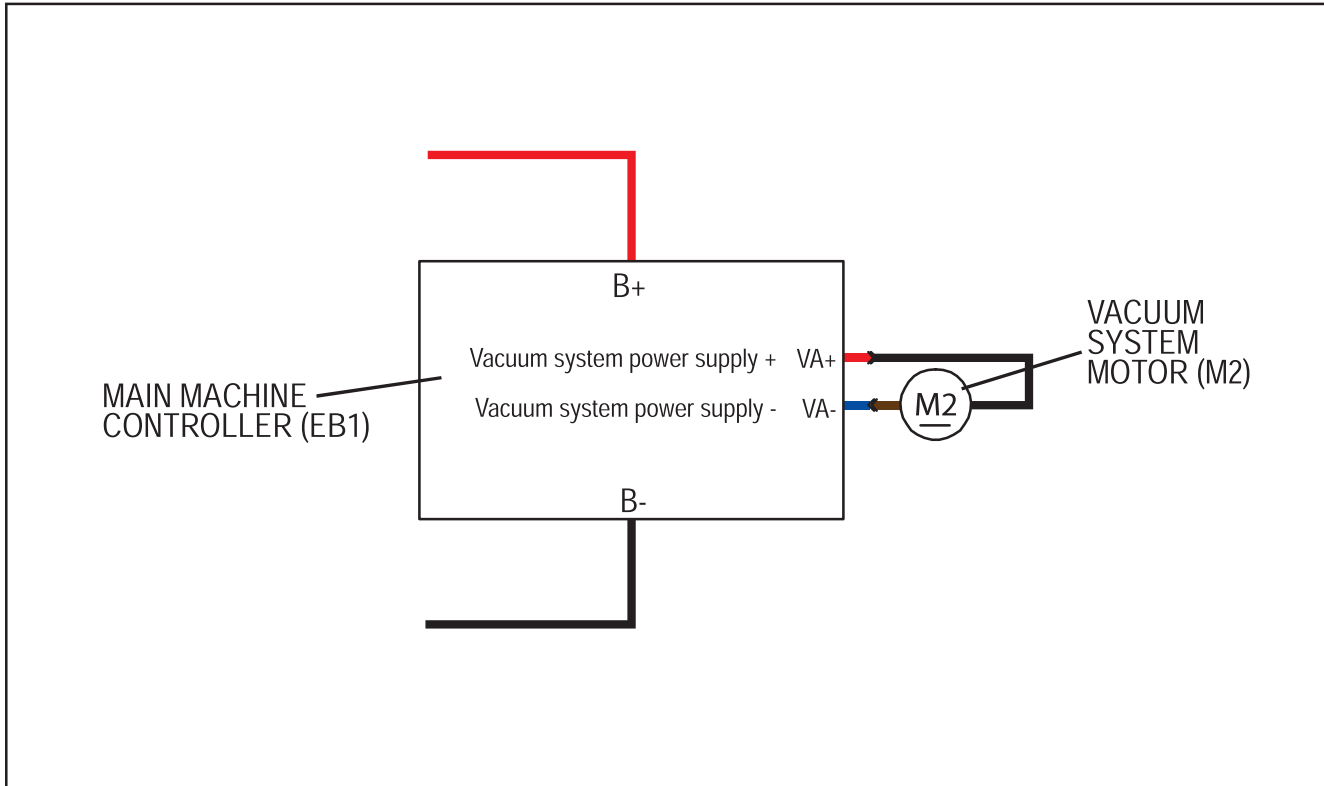 B+
Vacuum system power supply + VA+
Vacuum system power supply - VA-
B-
MAIN MACHINE
CONTROLLER (EB1)
M2
VACUUM
SYSTEM
MOTOR (M2)